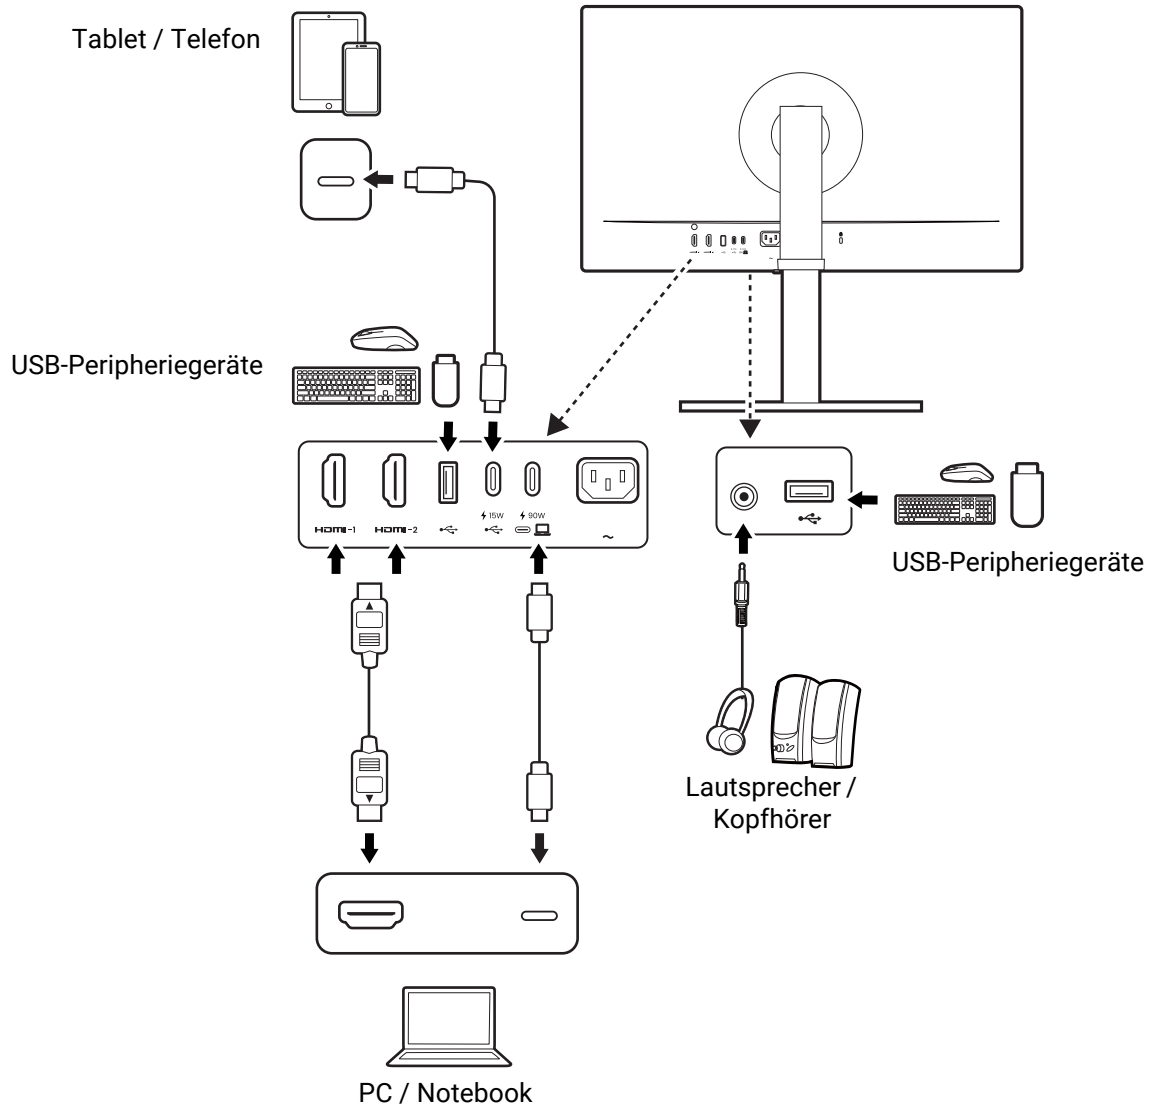 Tablet / Telefon
USB-Peripheriegeräte
15W
90W
HDMI-1
HDMI-2
USB-Peripheriegeräte
Lautsprecher /
Kopfhörer
PC / Notebook